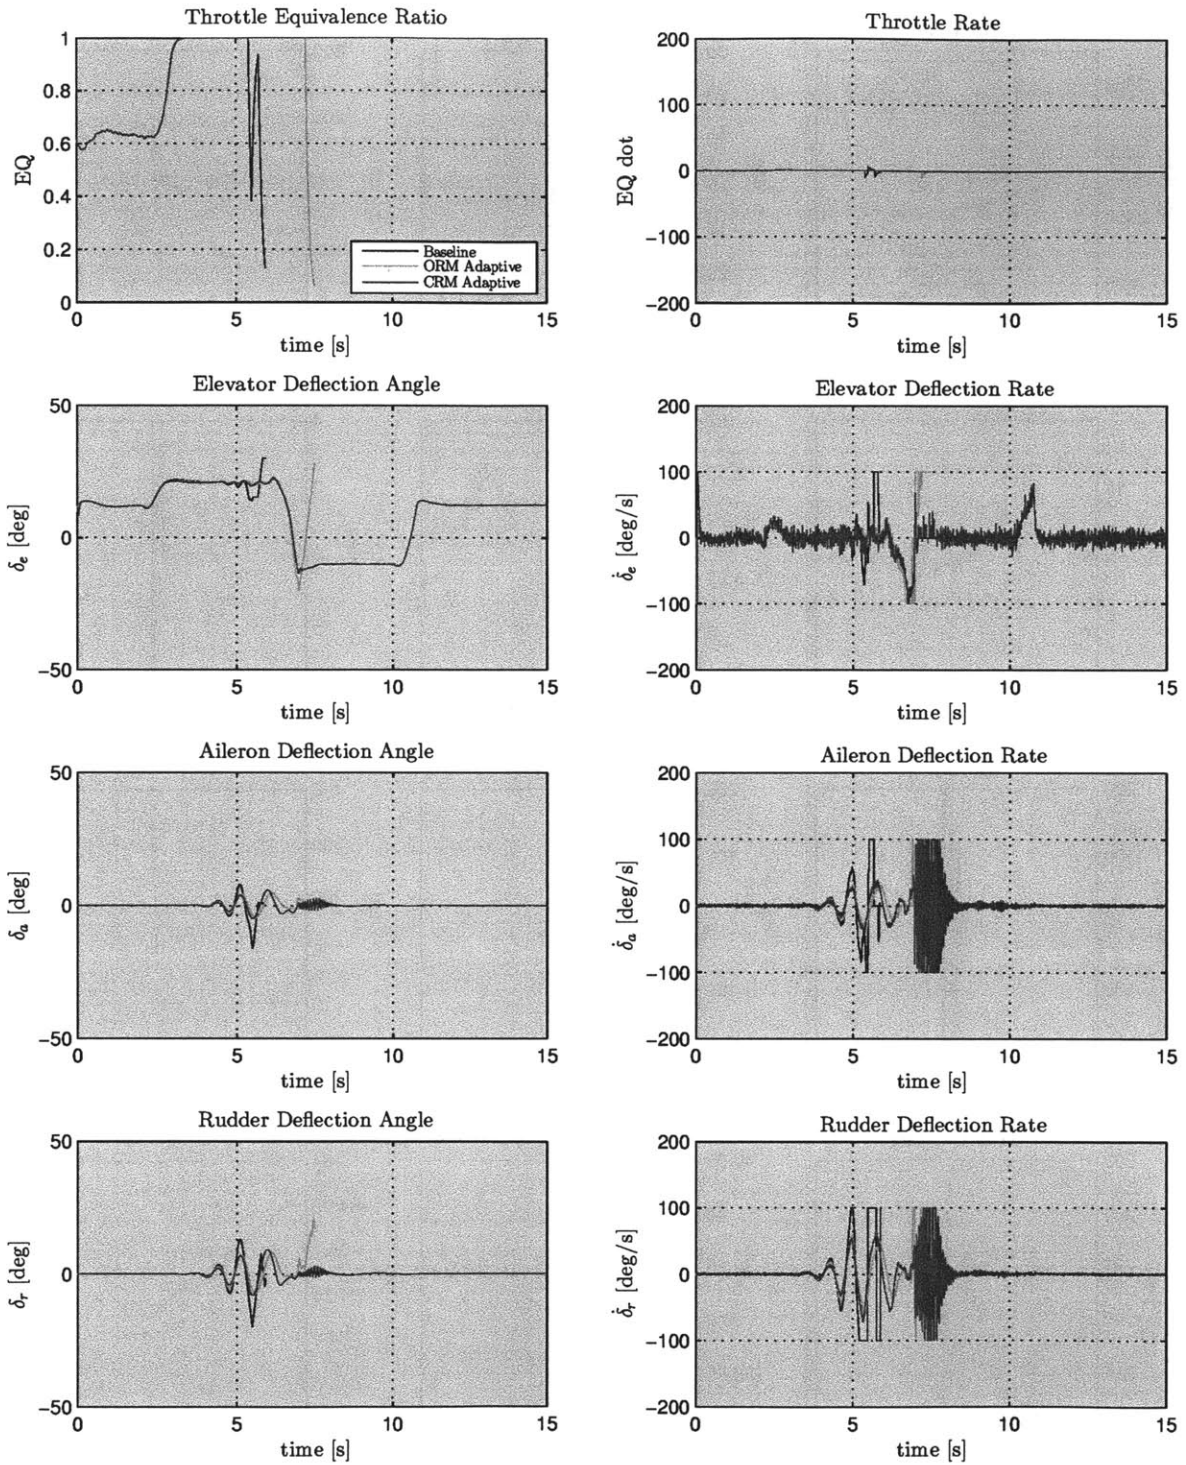 Throttle Equivalence Ratio
1
0.8
0.6
0.4
0.2
0
EQ
Baseline
ORM Adaptive
CRM Adaptive
0 5 10 15
time [s]
Throttle Rate
200
100
0
−100
−200
EQ dot
0 5 10 15
time [s]
Elevator Deflection Angle
50
0
−50
δe [deg]
0 5 10 15
time [s]
Elevator Deflection Rate
200
100
0
−100
−200
δ̇e [deg/s]
0 5 10 15
time [s]
Aileron Deflection Angle
50
0
−50
δa [deg]
0 5 10 15
time [s]
Aileron Deflection Rate
200
100
0
−100
−200
δ̇a [deg/s]
0 5 10 15
time [s]
Rudder Deflection Angle
50
0
−50
δr [deg]
0 5 10 15
time [s]
Rudder Deflection Rate
200
100
0
−100
−200
δ̇r [deg/s]
0 5 10 15
time [s]